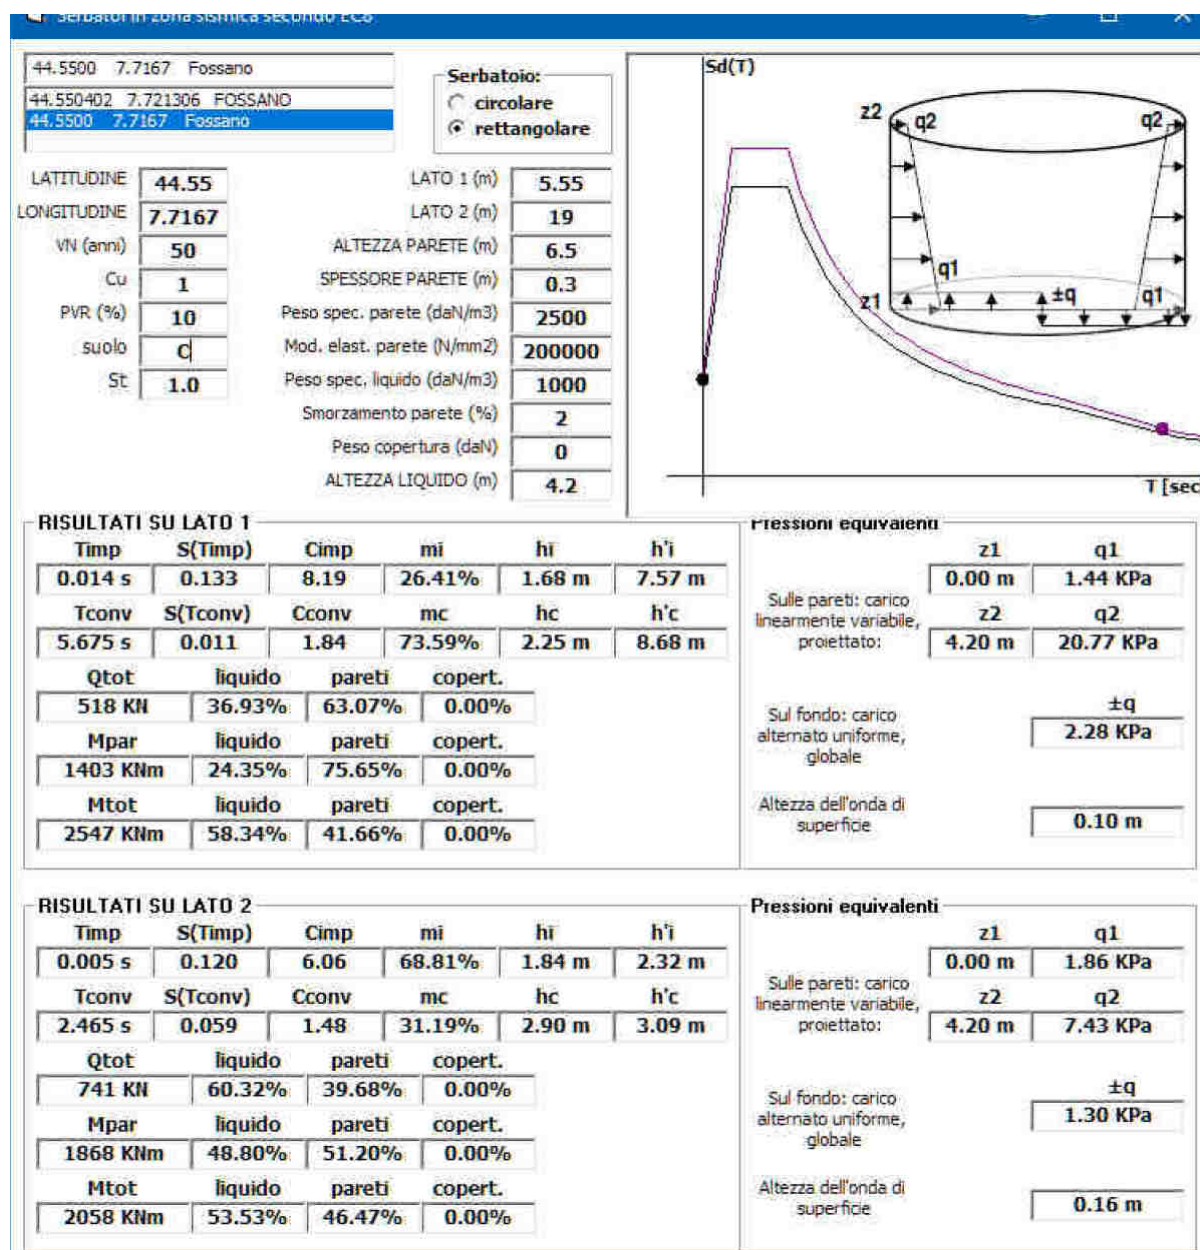 Serbatoi in zona sismica secondo EC8
44.5500 7.7167 Fossano
44.550402 7.721306 FOSSANO
44.5500 7.7167 Fossano
Serbatoio:
circolare
rettangolare
LATITUDINE 44.55
LONGITUDINE 7.7167
VN (anni) 50
Cu 1
PVR (%) 10
suolo C
St 1.0
LATO 1 (m) 5.55
LATO 2 (m) 19
ALTEZZA PARETE (m) 6.5
SPESSORE PARETE (m) 0.3
Peso spec. parete (daN/m3) 2500
Mod. elast. parete (N/mm2) 200000
Peso spec. liquido (daN/m3) 1000
Smorzamento parete (%) 2
Peso copertura (daN) 0
ALTEZZA LIQUIDO (m) 4.2
Sd(T)
z2 q2 q2
q1
z1 ±q q1
T [sec
RISULTATI SU LATO 1
Timp S(Timp) Cimp mi hi h'i
0.014 s 0.133 8.19 26.41% 1.68 m 7.57 m
Tconv S(Tconv) Cconv mc hc h'c
5.675 s 0.011 1.84 73.59% 2.25 m 8.68 m
Qtot liquido pareti copert.
518 KN 36.93% 63.07% 0.00%
Mpar liquido pareti copert.
1403 KNm 24.35% 75.65% 0.00%
Mtot liquido pareti copert.
2547 KNm 58.34% 41.66% 0.00%
Pressioni equivalenti
z1 q1
0.00 m 1.44 KPa
Sulle pareti: carico
linearmente variabile,
proiettato:
z2 q2
4.20 m 20.77 KPa
Sul fondo: carico
alternato uniforme,
globale
±q
2.28 KPa
Altezza dell'onda di
superficie
0.10 m
RISULTATI SU LATO 2
Timp S(Timp) Cimp mi hi h'i
0.005 s 0.120 6.06 68.81% 1.84 m 2.32 m
Tconv S(Tconv) Cconv mc hc h'c
2.465 s 0.059 1.48 31.19% 2.90 m 3.09 m
Qtot liquido pareti copert.
741 KN 60.32% 39.68% 0.00%
Mpar liquido pareti copert.
1868 KNm 48.80% 51.20% 0.00%
Mtot liquido pareti copert.
2058 KNm 53.53% 46.47% 0.00%
Pressioni equivalenti
z1 q1
0.00 m 1.86 KPa
Sulle pareti: carico
linearmente variabile,
proiettato:
z2 q2
4.20 m 7.43 KPa
Sul fondo: carico
alternato uniforme,
globale
±q
1.30 KPa
Altezza dell'onda di
superficie
0.16 m